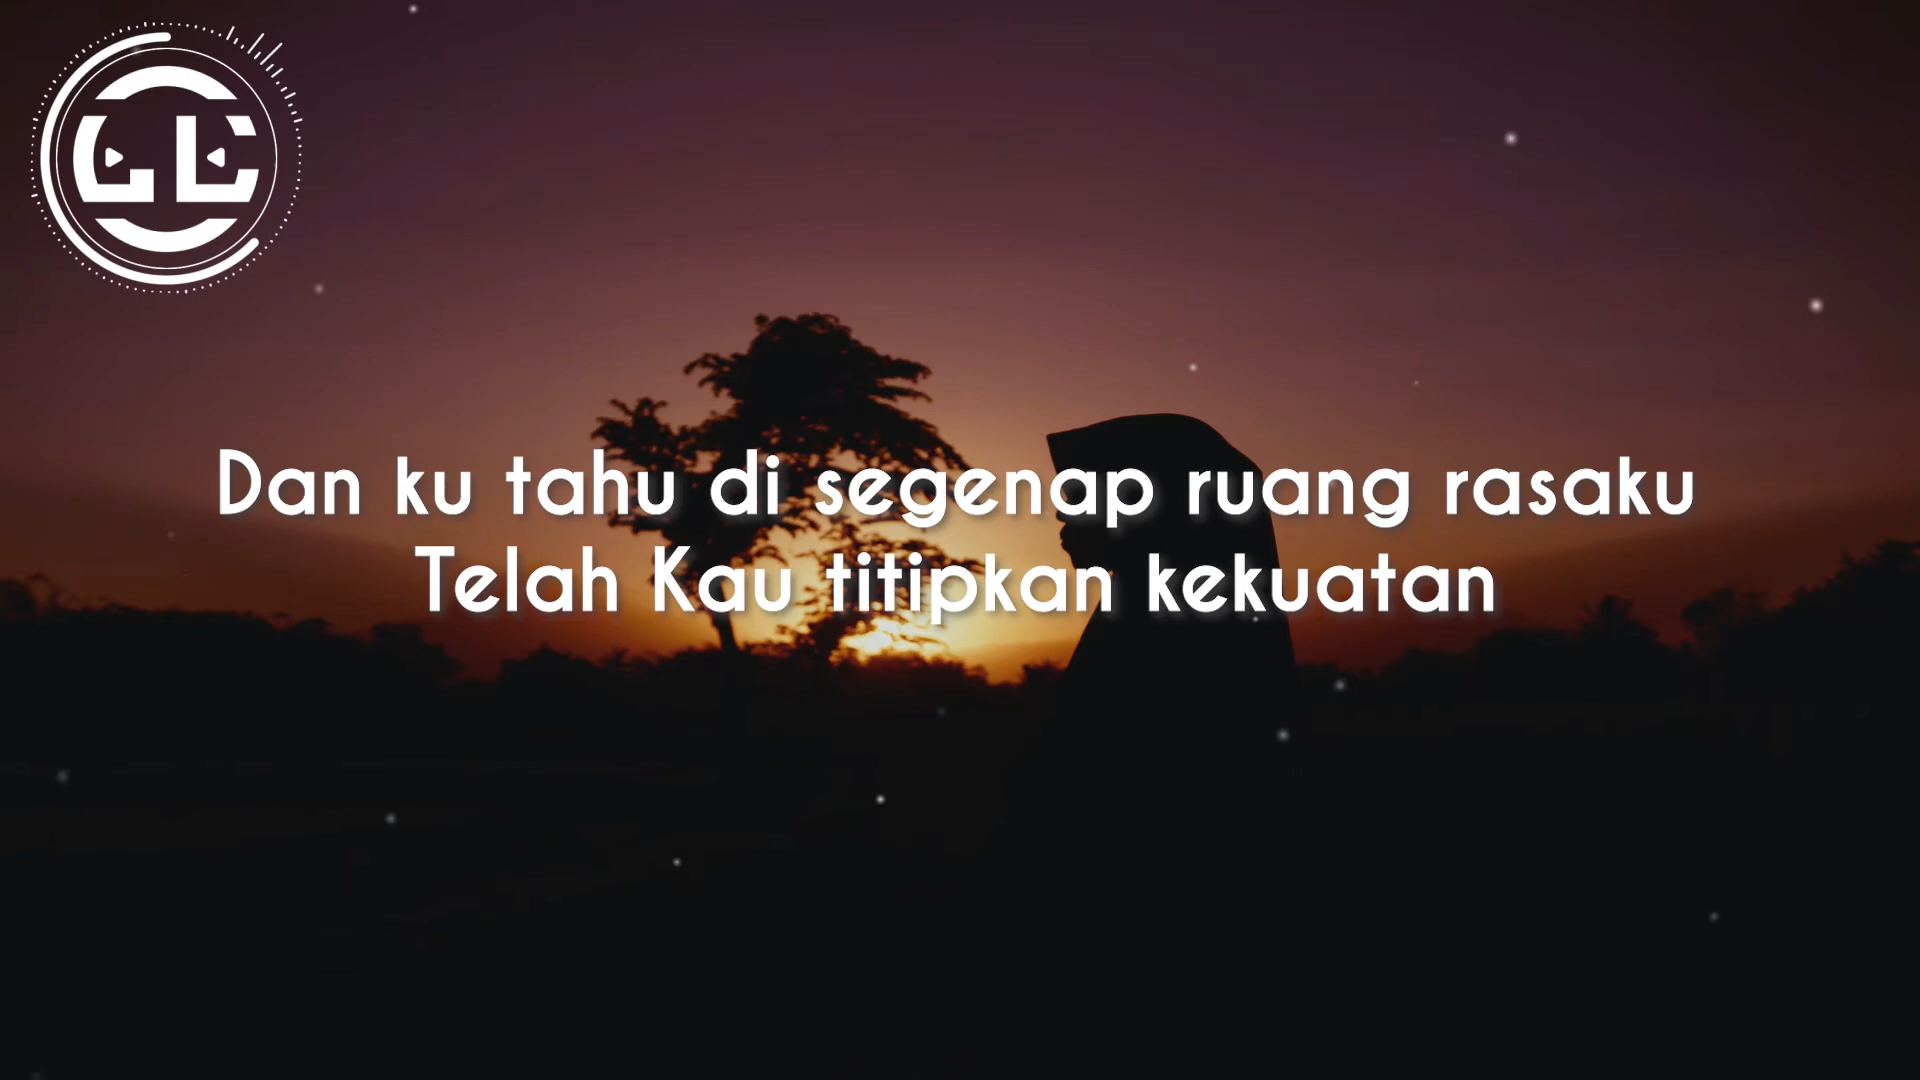 Dan ku tahu di segenap ruang rasaku
Telah Kau titipkan kekuatan